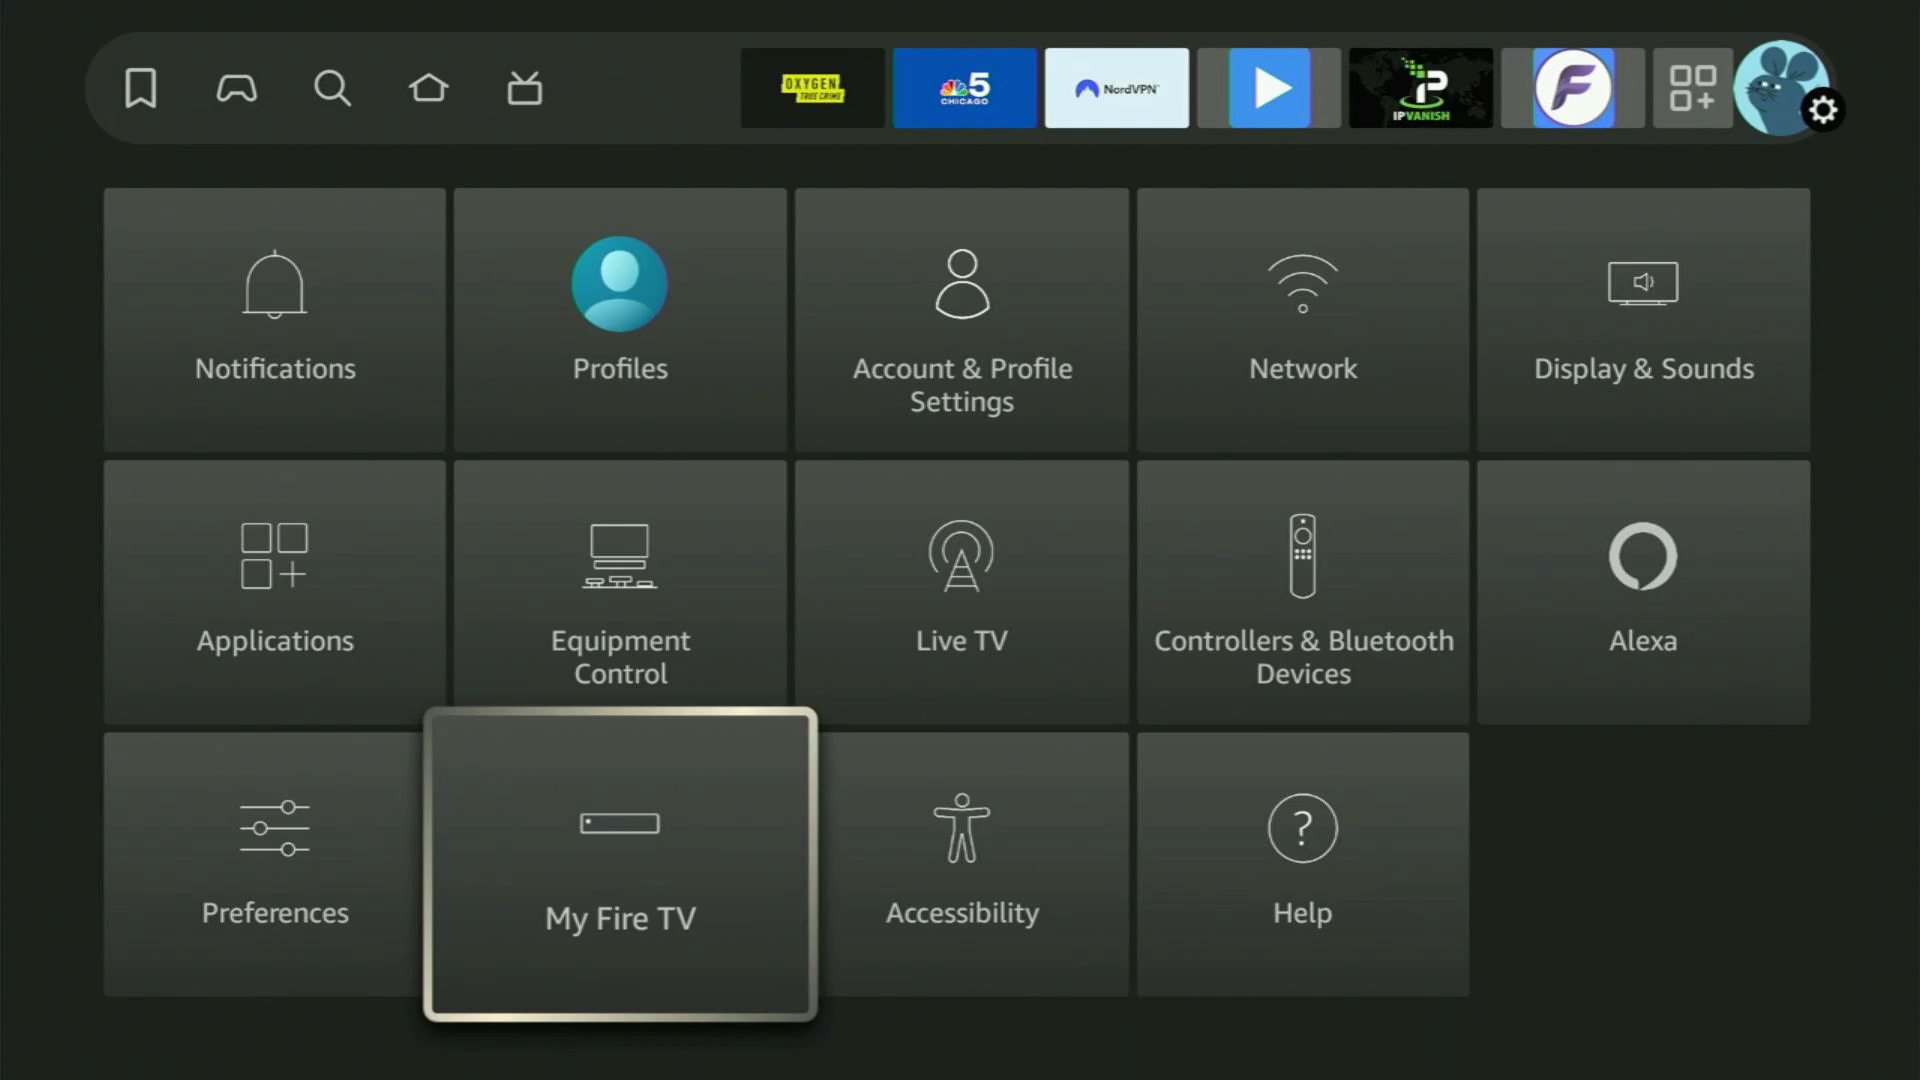 OXYGEN
TRUE CRIME
5
CHICAGO
NordVPN
IPVANISH
Notifications
Profiles
Account & Profile
Settings
Network
Display & Sounds
Applications
Equipment
Control
Live TV
Controllers & Bluetooth
Devices
Alexa
Preferences
My Fire TV
Accessibility
?
Help